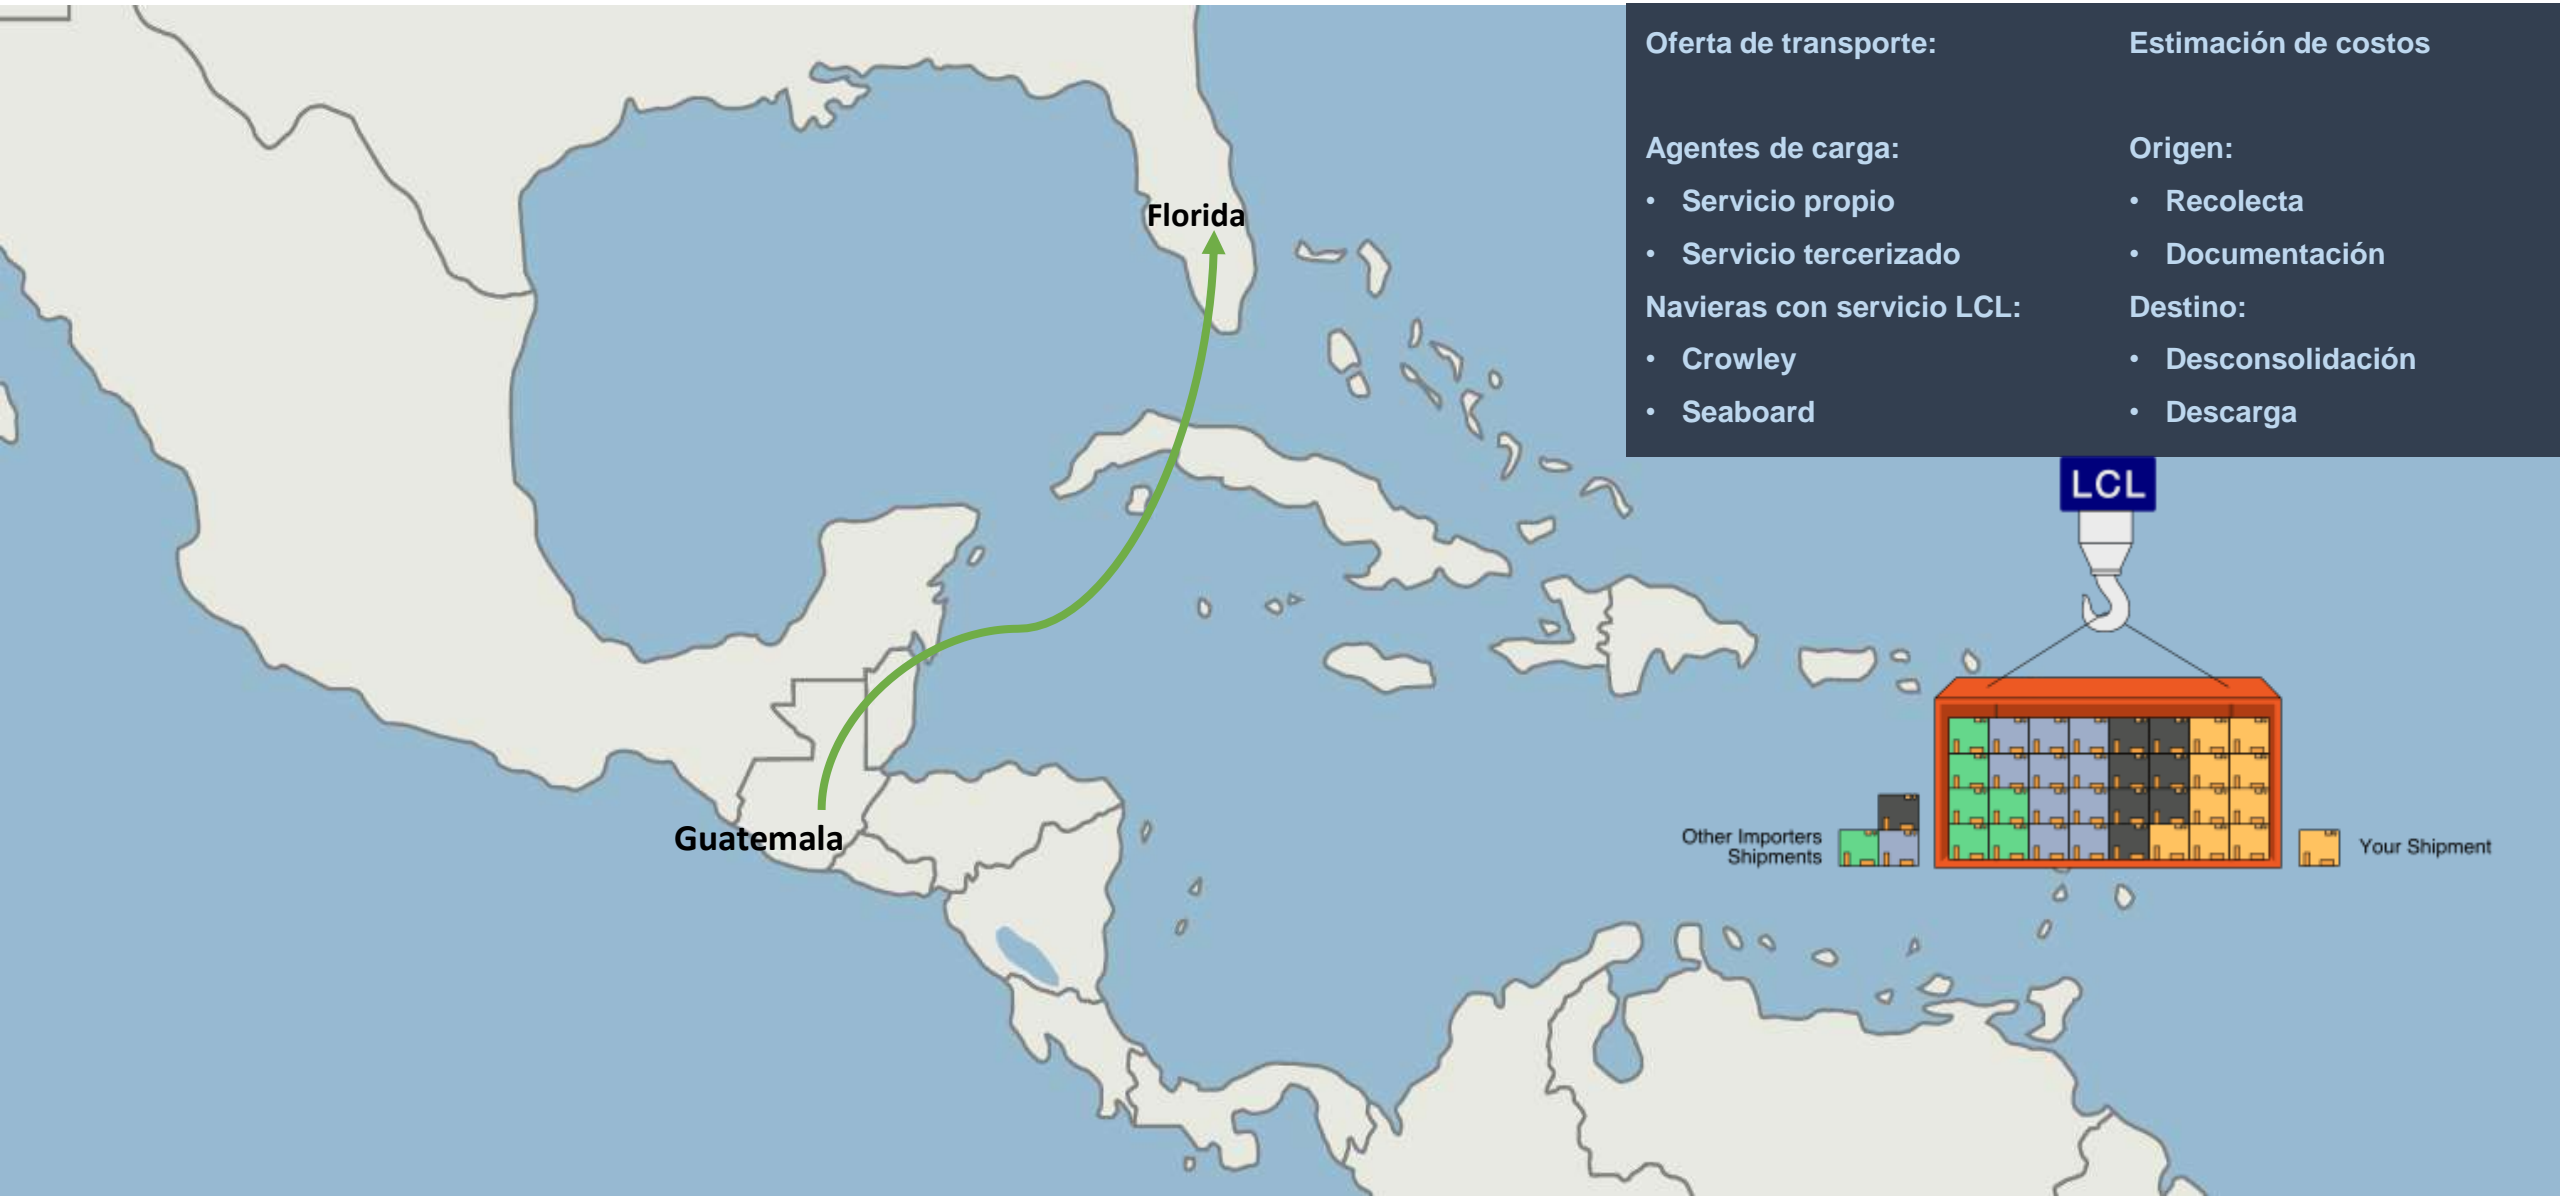 Oferta de transporte:
Agentes de carga:
• Servicio propio
• Servicio tercerizado
Navieras con servicio LCL:
• Crowley
• Seaboard
Estimación de costos
Origen:
• Recolecta
• Documentación
Destino:
• Desconsolidación
• Descarga
Florida
Guatemala
LCL
Other Importers
Shipments
Your Shipment